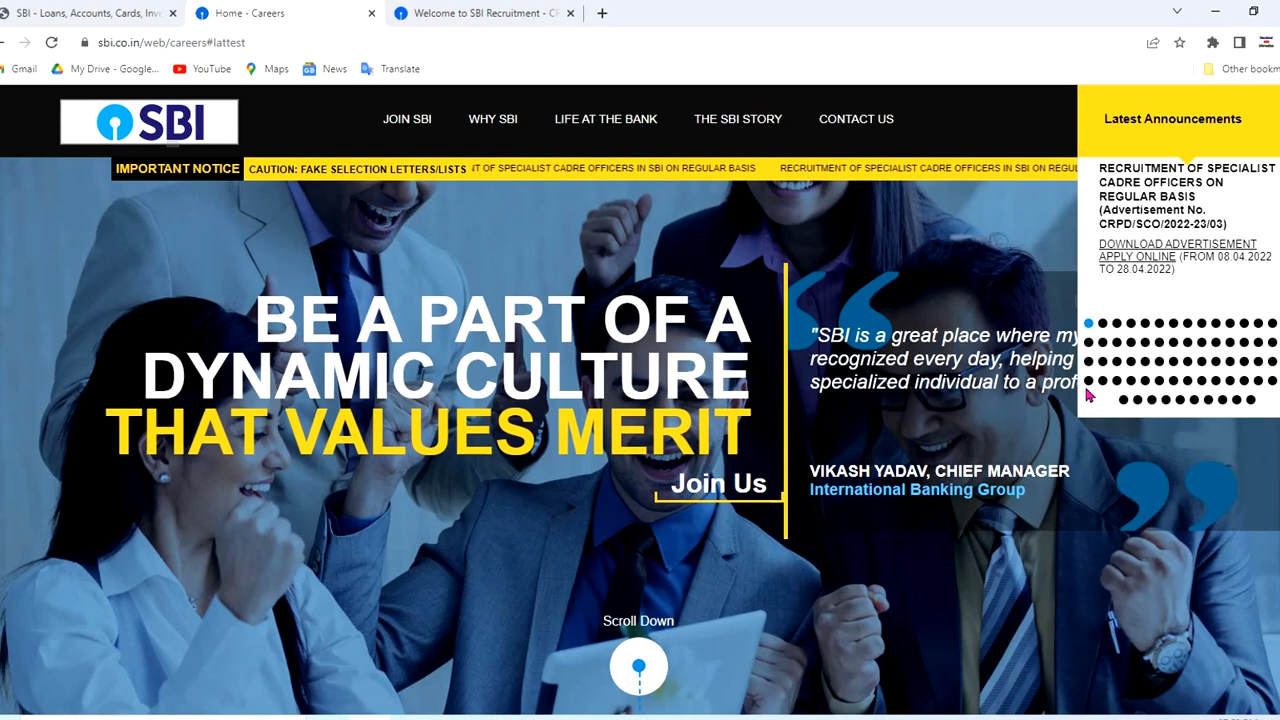 SBI - Loans, Accounts, Cards, Inve
Home - Careers
Welcome to SBI Recruitment - CR
sbi.co.in/web/careers#lattest
Gmail
My Drive - Google...
YouTube
Maps
News
Translate
Other bookm
SBI
JOIN SBI
WHY SBI
LIFE AT THE BANK
THE SBI STORY
CONTACT US
Latest Announcements
IMPORTANT NOTICE
CAUTION: FAKE SELECTION LETTERS/LISTS
NT OF SPECIALIST CADRE OFFICERS IN SBI ON REGULAR BASIS
RECRUITMENT OF SPECIALIST CADRE OFFICERS IN SBI ON REGUL
RECRUITMENT OF SPECIALIST
CADRE OFFICERS ON
REGULAR BASIS
(Advertisement No.
CRPD/SCO/2022-23/03)
DOWNLOAD ADVERTISEMENT
APPLY ONLINE (FROM 08.04.2022
TO 28.04.2022)
BE A PART OF A
DYNAMIC CULTURE
THAT VALUES MERIT
Join Us
"SBI is a great place where my
recognized every day, helping
specialized individual to a prof
VIKASH YADAV, CHIEF MANAGER
International Banking Group
Scroll Down